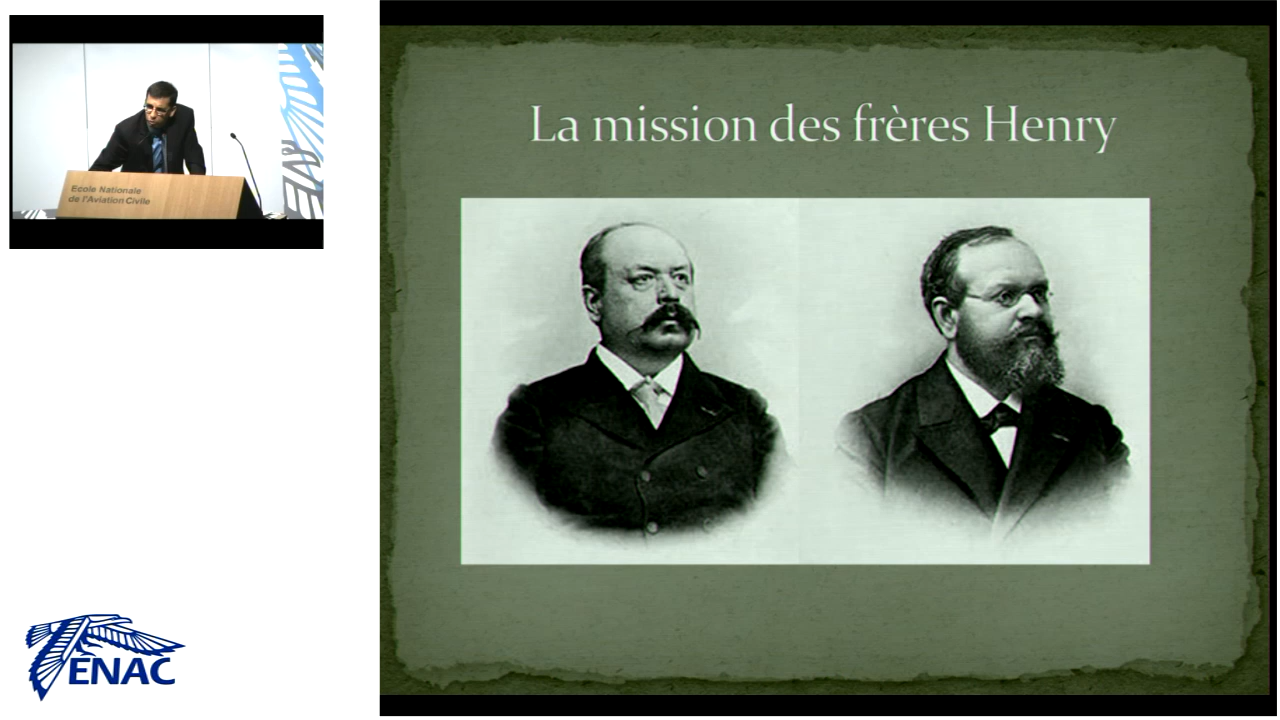 La mission des frères Henry
Ecole Nationale
de l'Aviation Civile
ENAC